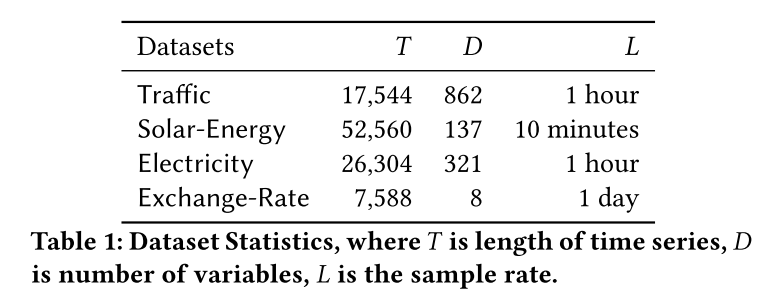 Datasets T D L
Traffic 17,544 862 1 hour
Solar-Energy 52,560 137 10 minutes
Electricity 26,304 321 1 hour
Exchange-Rate 7,588 8 1 day
Table 1: Dataset Statistics, where T is length of time series, D
is number of variables, L is the sample rate.